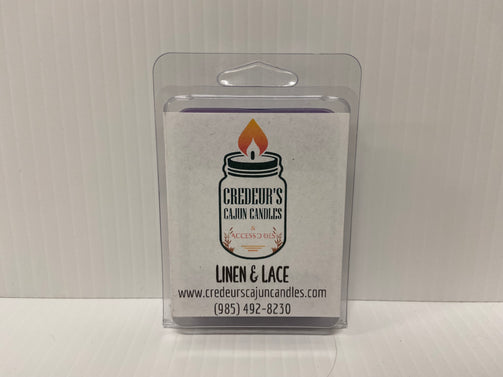 CREDEUR'S
CAJUN CANDLES
&
ACCESSORIES
LINEN & LACE
www.credeurscajuncandles.com
(985) 492-8230